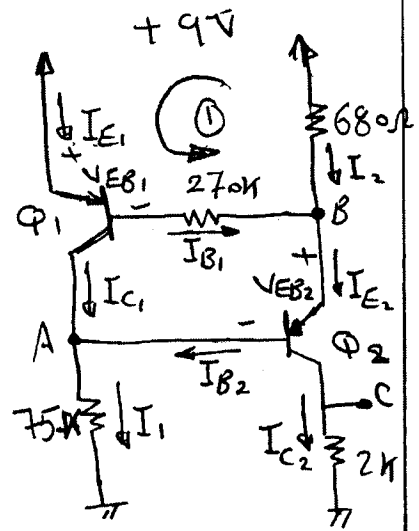 + 9V
I_E1
①
680Ω
+
V_EB1
270K
I_2
Q1
-
B
I_B1
+
I_C1
V_EB2
I_E2
A
-
Q2
I_B2
C
75K
I_1
I_C2
2K